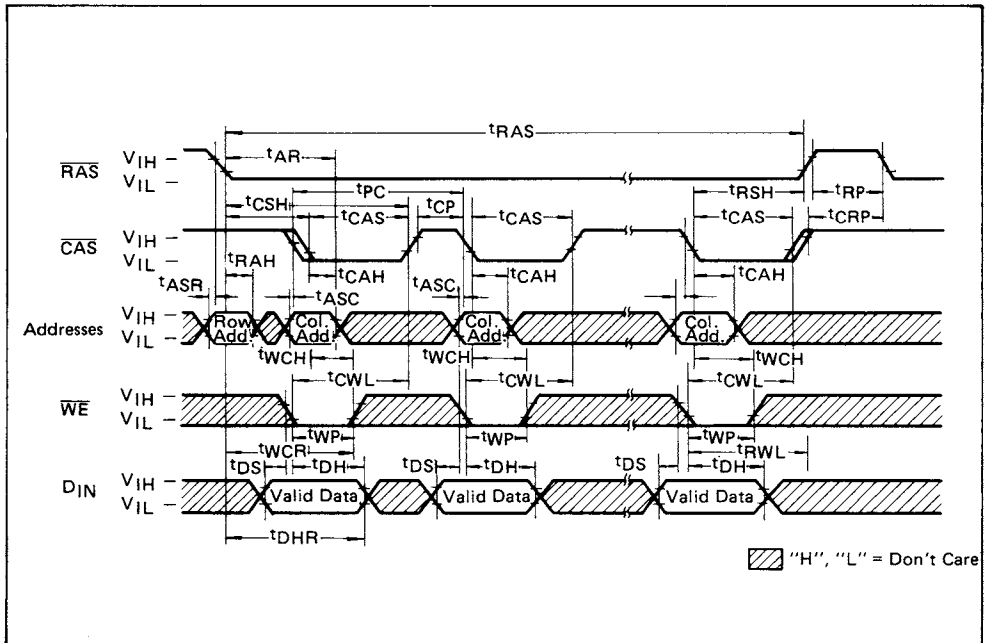 tRAS
tAR
RAS VIH VIL
tPC tRSH tRP
tCSH tCAS tCP tCAS tCAS tCRP
CAS VIH VIL
tRAH tCAH tCAH tCAH
tASR tASC tASC
Addresses VIH VIL Row Add. Col. Add. Col. Add. Col. Add.
tWCH tWCH tWCH
tCWL tCWL tCWL
WE VIH VIL
tWP tWP tWP
tWCR tRWL
tDS tDH tDS tDH tDS tDH
DIN VIH VIL Valid Data Valid Data Valid Data
tDHR
"H", "L" = Don't Care